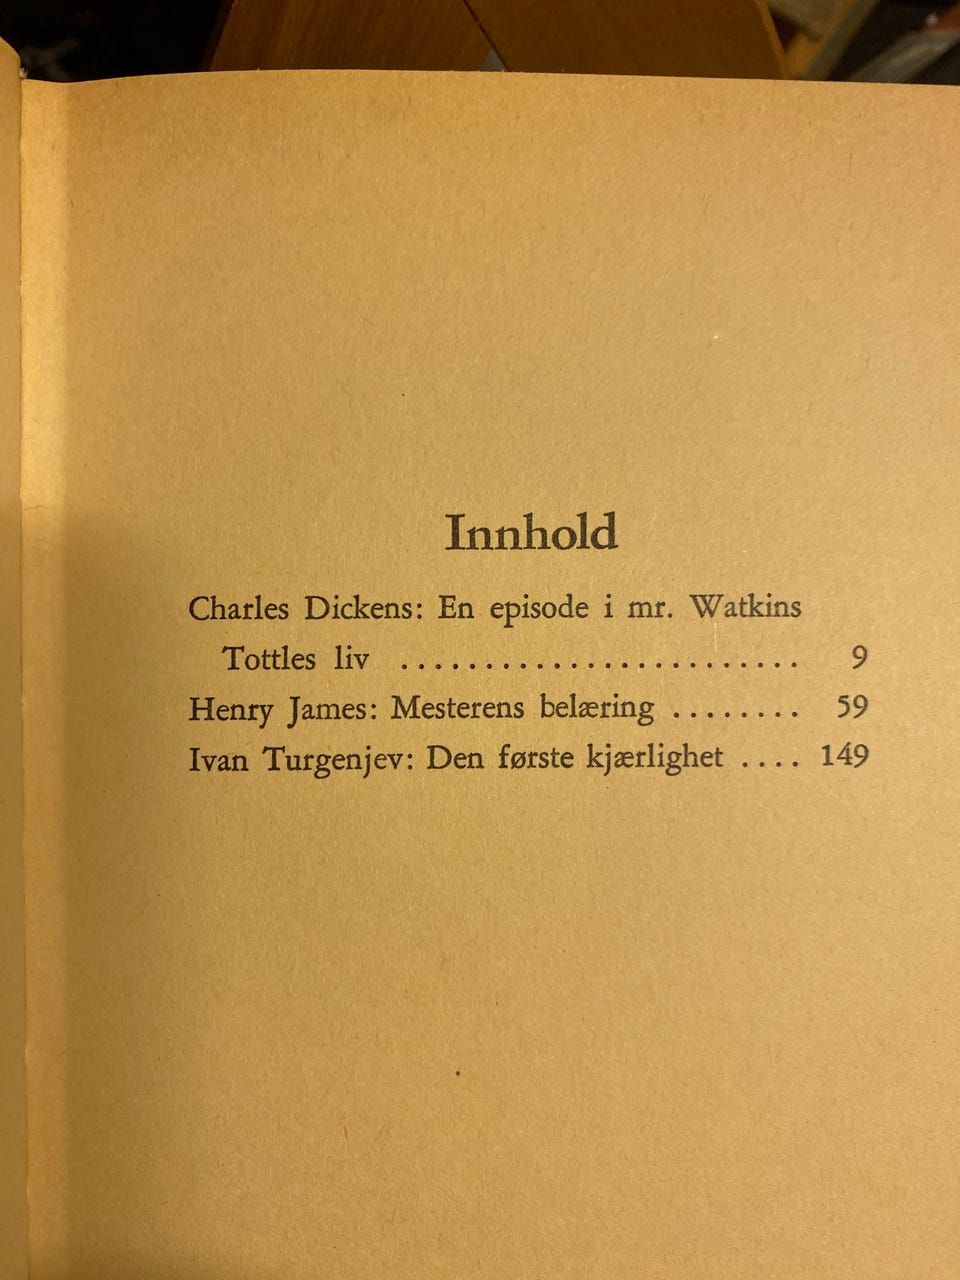 Innhold
Charles Dickens: En episode i mr. Watkins
Tottles liv ........................ 9
Henry James: Mesterens belæring ........ 59
Ivan Turgenjev: Den første kjærlighet .... 149